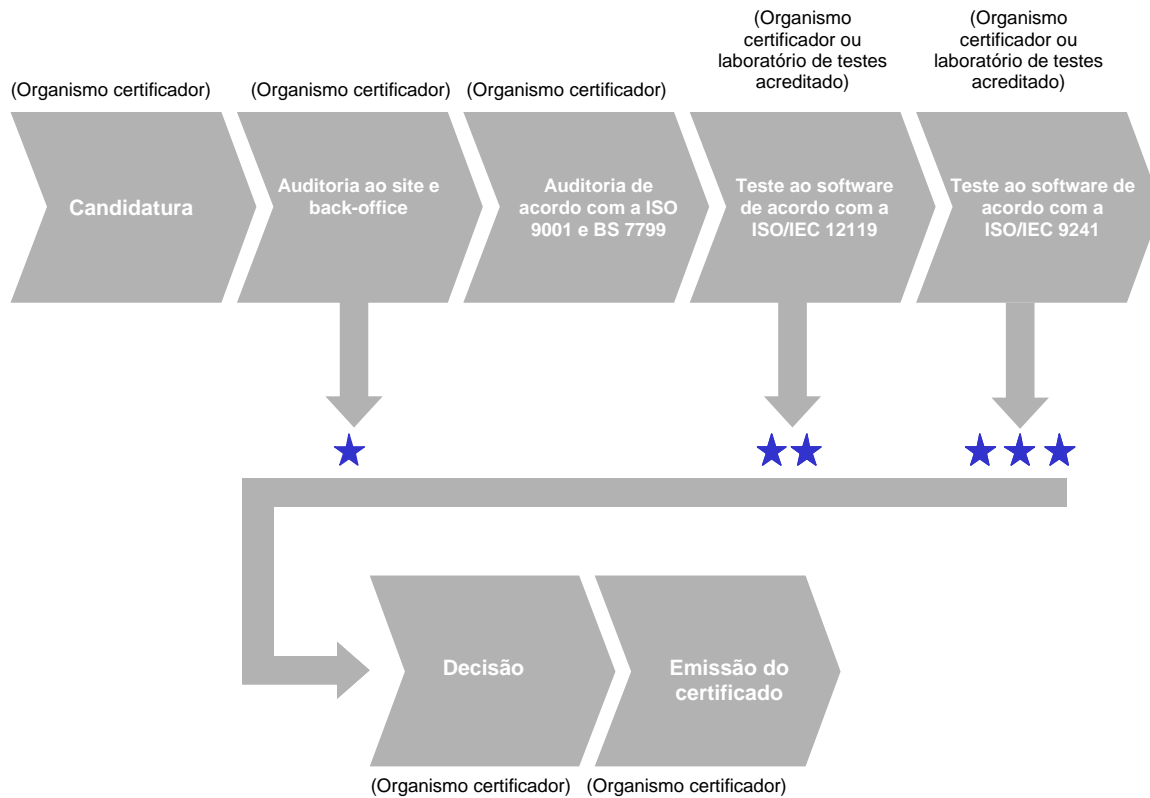 (Organismo certificador)
(Organismo certificador)
(Organismo certificador)
(Organismo
certificador ou
laboratório de testes
acreditado)
(Organismo
certificador ou
laboratório de testes
acreditado)
Candidatura
Auditoria ao site e
back-office
Auditoria de
acordo com a ISO
9001 e BS 7799
Teste ao software
de acordo com a
ISO/IEC 12119
Teste ao software de
acordo com a
ISO/IEC 9241
Decisão
Emissão do
certificado
(Organismo certificador)
(Organismo certificador)